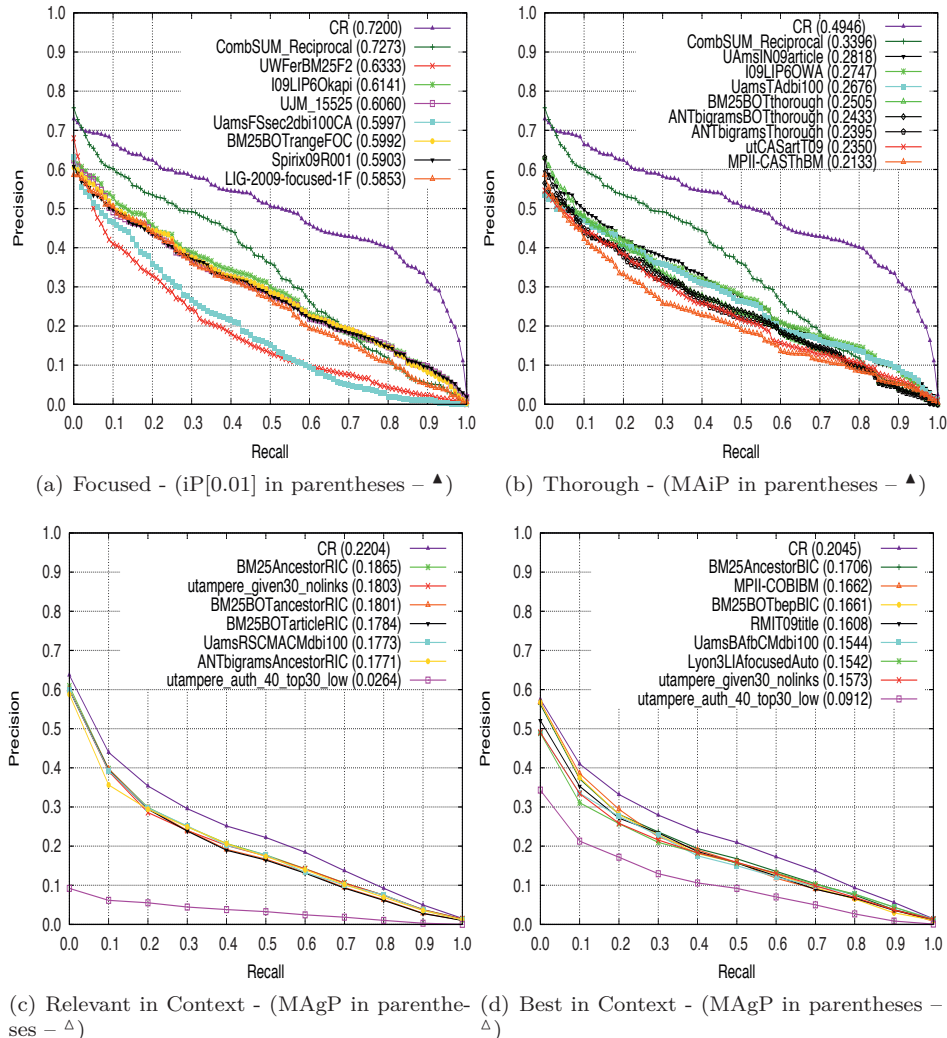 1.0
0.9
0.8
0.7
0.6
0.5
0.4
0.3
0.2
0.1
0.0
Precision
CR (0.7200)
CombSUM_Reciprocal (0.7273)
UWFerBM25F2 (0.6333)
I09LIP6Okapi (0.6141)
UJM_15525 (0.6060)
UamsFSsec2dbi100CA (0.5997)
BM25BOTrangeFOC (0.5992)
Spirix09R001 (0.5903)
LIG-2009-focused-1F (0.5853)
0.0 0.1 0.2 0.3 0.4 0.5 0.6 0.7 0.8 0.9 1.0
Recall
(a) Focused - (iP[0.01] in parentheses – ▲)
1.0
0.9
0.8
0.7
0.6
0.5
0.4
0.3
0.2
0.1
0.0
Precision
CR (0.4946)
CombSUM_Reciprocal (0.3396)
UAmsIN09article (0.2818)
I09LIP6OWA (0.2747)
UamsTAdbi100 (0.2676)
BM25BOTthorough (0.2505)
ANTbigramsBOTthorough (0.2433)
ANTbigramsThorough (0.2395)
utCASartT09 (0.2350)
MPII-CASThBM (0.2133)
0.0 0.1 0.2 0.3 0.4 0.5 0.6 0.7 0.8 0.9 1.0
Recall
(b) Thorough - (MAiP in parentheses – ▲)
1.0
0.9
0.8
0.7
0.6
0.5
0.4
0.3
0.2
0.1
0.0
Precision
CR (0.2204)
BM25AncestorRIC (0.1865)
utampere_given30_nolinks (0.1803)
BM25BOTancestorRIC (0.1801)
BM25BOTarticleRIC (0.1784)
UamsRSCMACMdbi100 (0.1773)
ANTbigramsAncestorRIC (0.1771)
utampere_auth_40_top30_low (0.0264)
0.0 0.1 0.2 0.3 0.4 0.5 0.6 0.7 0.8 0.9 1.0
Recall
(c) Relevant in Context - (MAgP in parenthe-
ses – △)
1.0
0.9
0.8
0.7
0.6
0.5
0.4
0.3
0.2
0.1
0.0
Precision
CR (0.2045)
BM25AncestorBIC (0.1706)
MPII-COBIBM (0.1662)
BM25BOTbepBIC (0.1661)
RMIT09title (0.1608)
UamsBAfbCMdbi100 (0.1544)
Lyon3LIAfocusedAuto (0.1542)
utampere_given30_nolinks (0.1573)
utampere_auth_40_top30_low (0.0912)
0.0 0.1 0.2 0.3 0.4 0.5 0.6 0.7 0.8 0.9 1.0
Recall
(d) Best in Context - (MAgP in parentheses –
△)